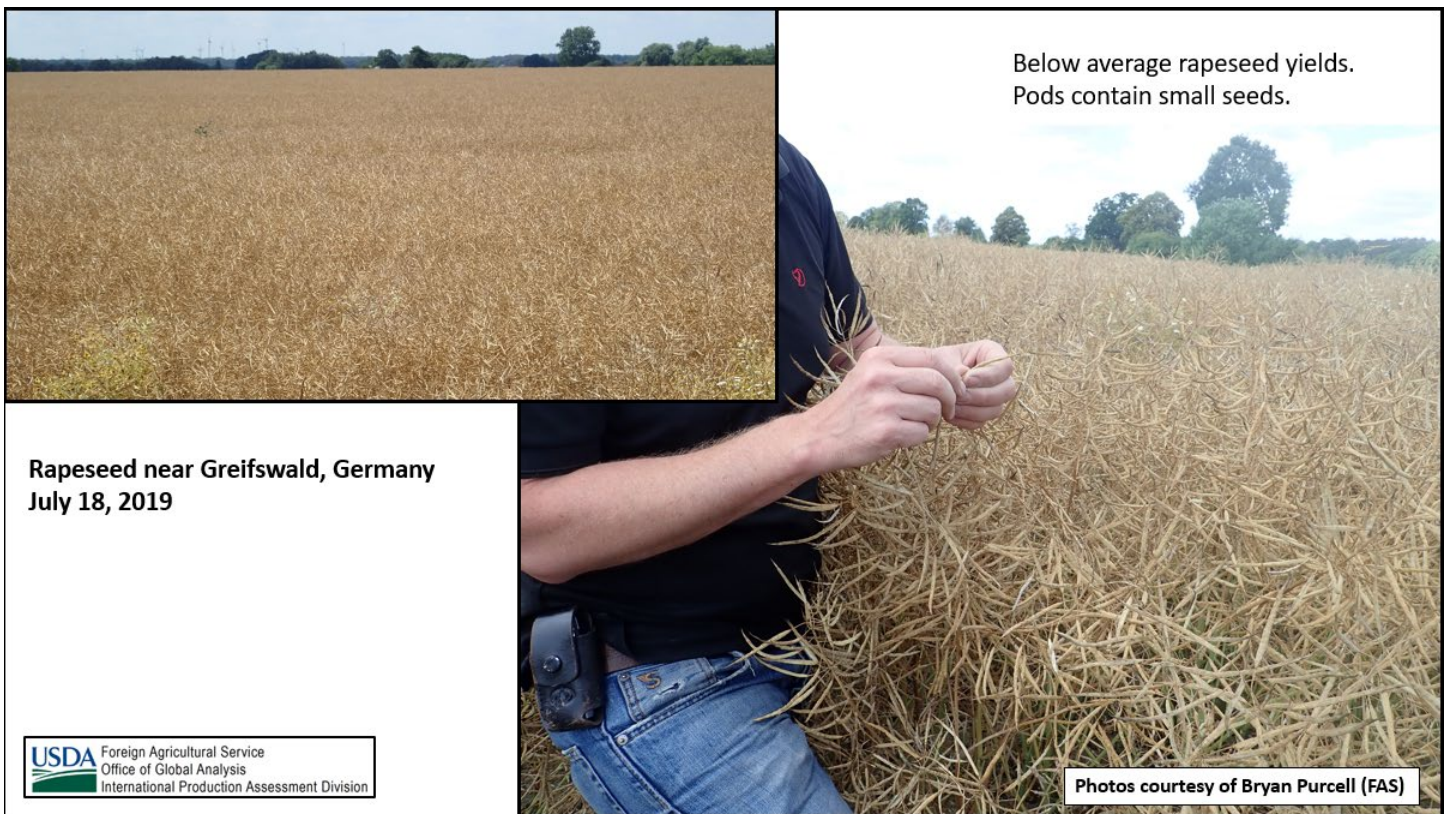 Below average rapeseed yields.
Pods contain small seeds.
Rapeseed near Greifswald, Germany
July 18, 2019
USDA
Foreign Agricultural Service
Office of Global Analysis
International Production Assessment Division
Photos courtesy of Bryan Purcell (FAS)